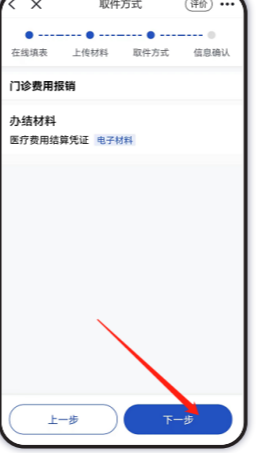 取件方式 评价
在线填表 上传材料 取件方式 信息确认
门诊费用报销
办结材料
医疗费用结算凭证 电子材料
上一步 下一步